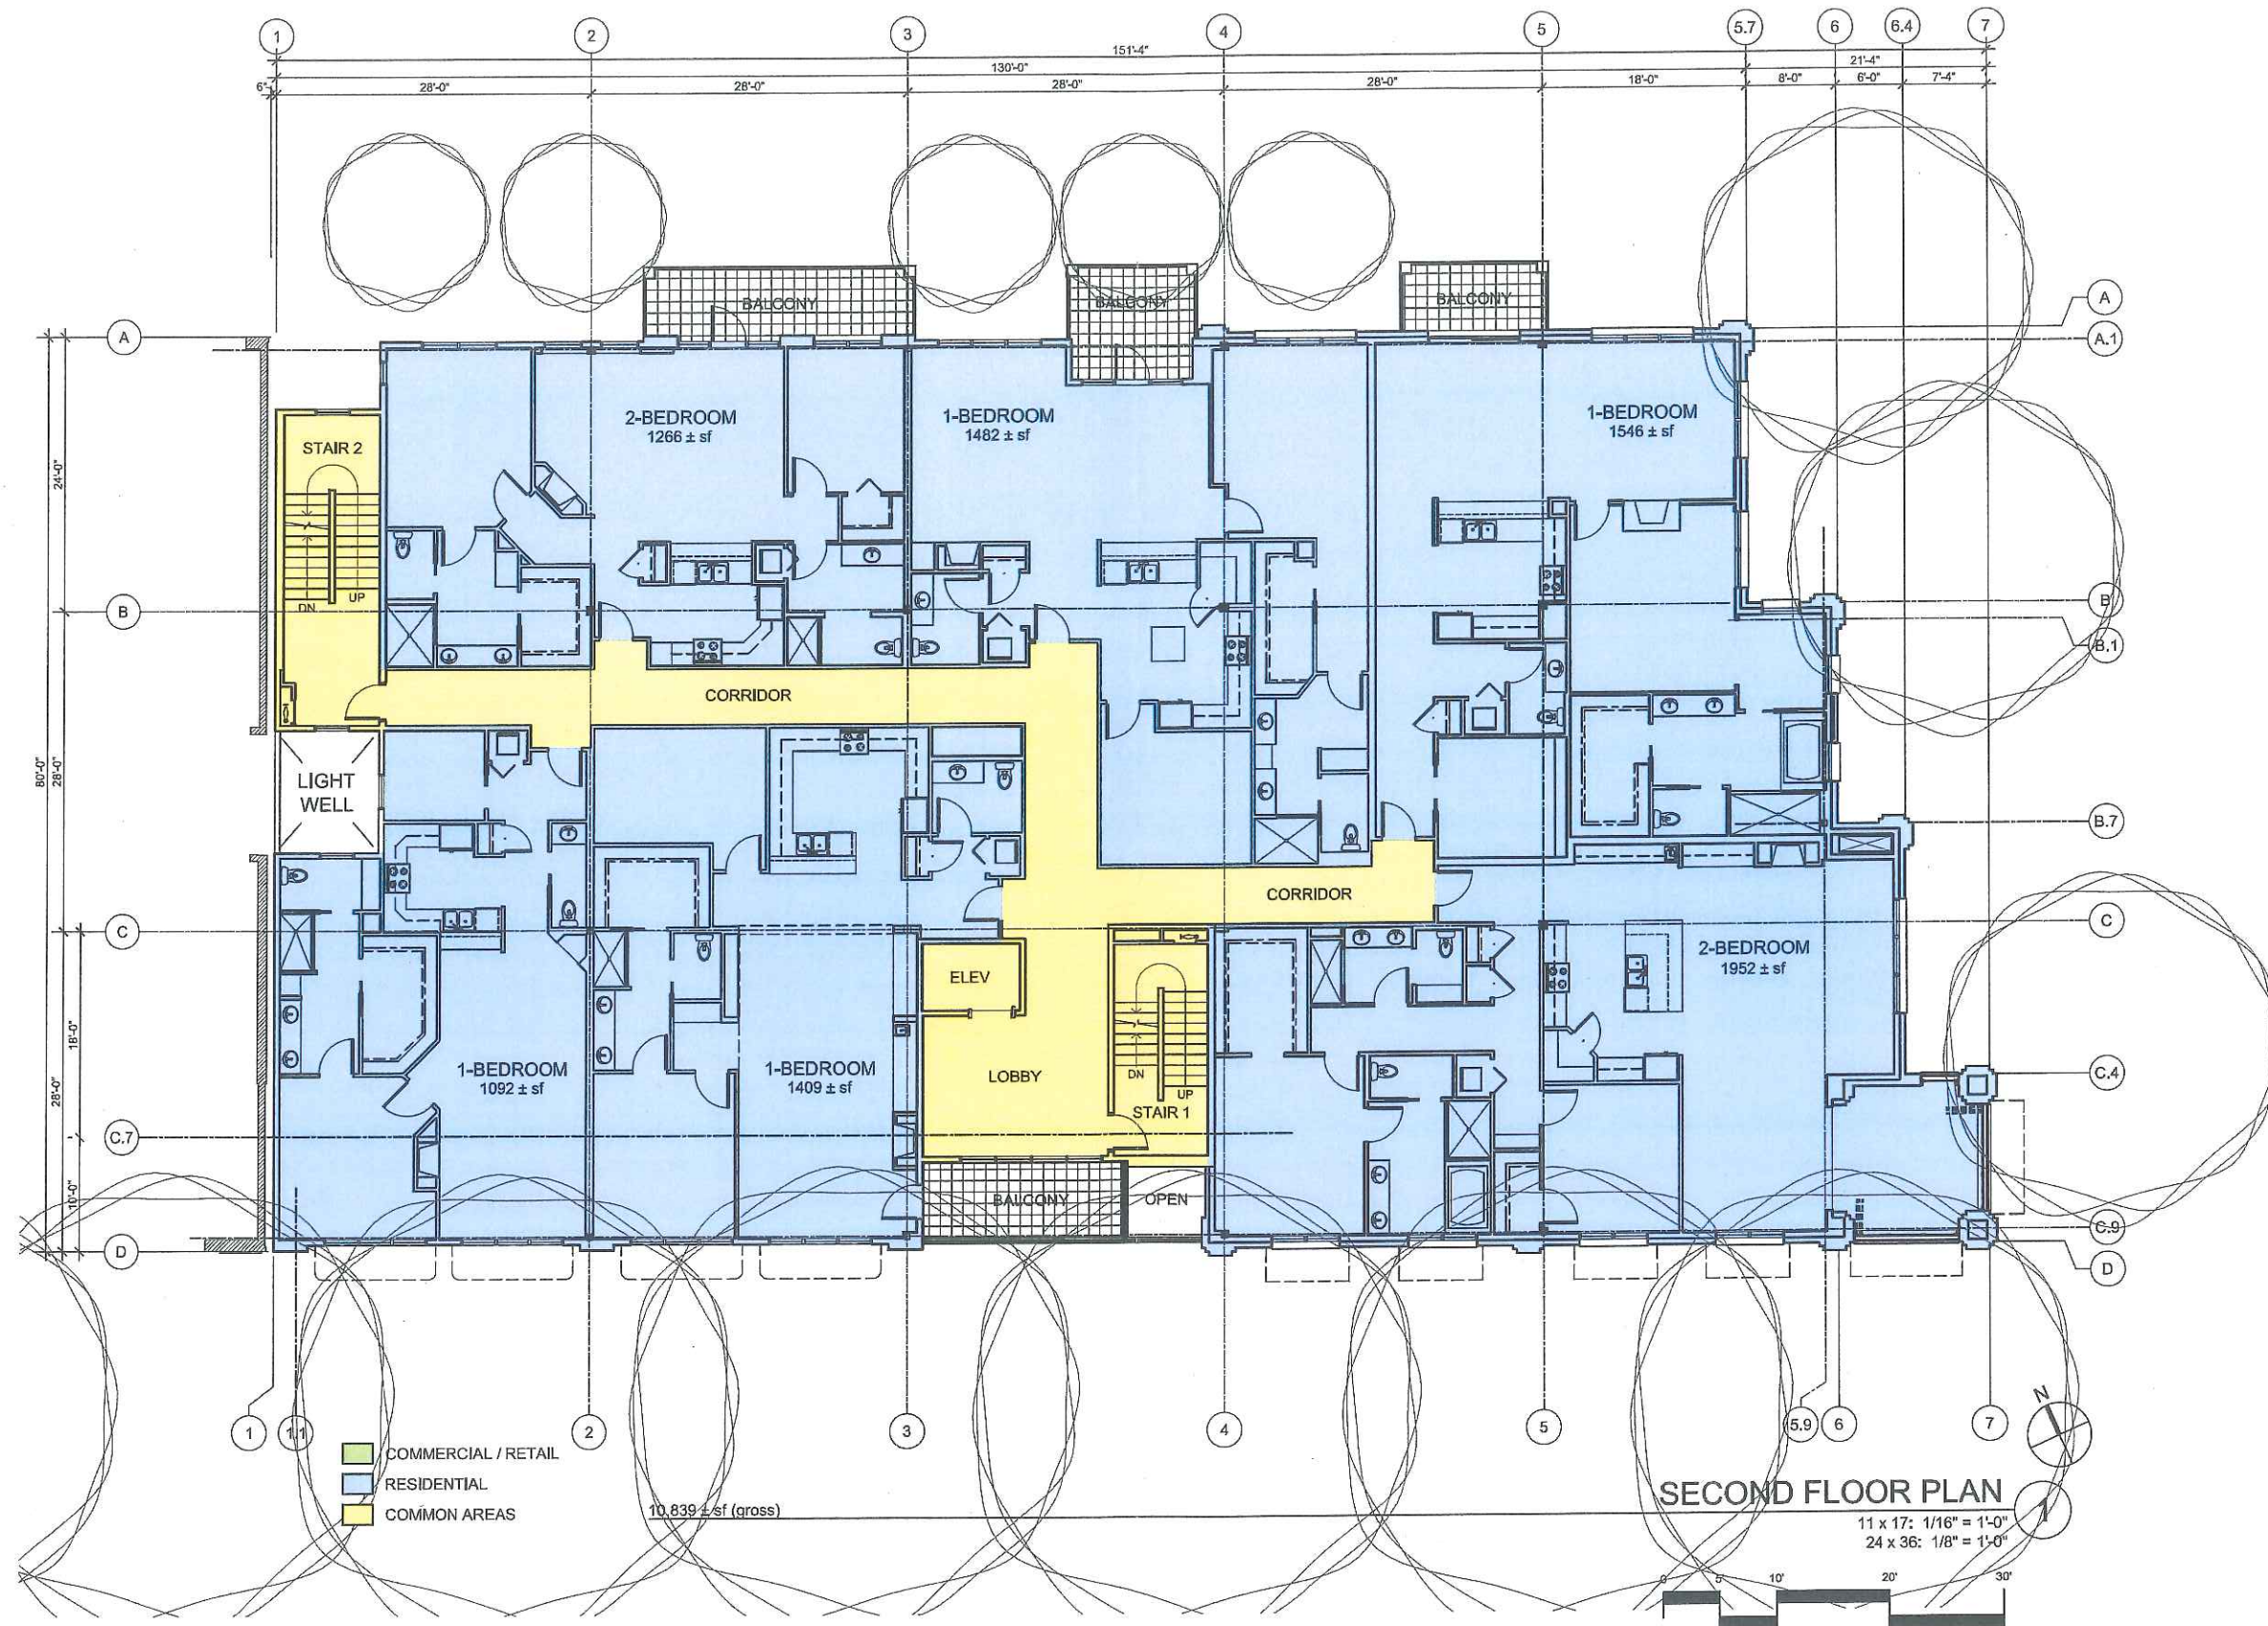 1 2 3 4 5 5.7 6 6.4 7
151'-4"
130'-0" 21'-4"
6" 28'-0" 28'-0" 28'-0" 28'-0" 18'-0" 8'-0" 6'-0" 7'-4"
BALCONY BALCONY BALCONY
A A
A.1
2-BEDROOM
1266 ± sf
1-BEDROOM
1482 ± sf
1-BEDROOM
1546 ± sf
STAIR 2
24'-0"
DN UP
B B
B.1
CORRIDOR
80'-0"
28'-0"
LIGHT
WELL
B.7
CORRIDOR
C C
2-BEDROOM
1952 ± sf
ELEV
18'-0"
28'-0"
1-BEDROOM
1092 ± sf
1-BEDROOM
1409 ± sf
LOBBY
DN
UP
STAIR 1
C.4
C.7
10'-0"
BALCONY
OPEN
C.9
D D
1 1.1 2 3 4 5 5.9 6 7
N
COMMERCIAL / RETAIL
RESIDENTIAL
COMMON AREAS
10,839 ± sf (gross)
SECOND FLOOR PLAN
1
11 x 17: 1/16" = 1'-0"
24 x 36: 1/8" = 1'-0"
0 5' 10' 20' 30'